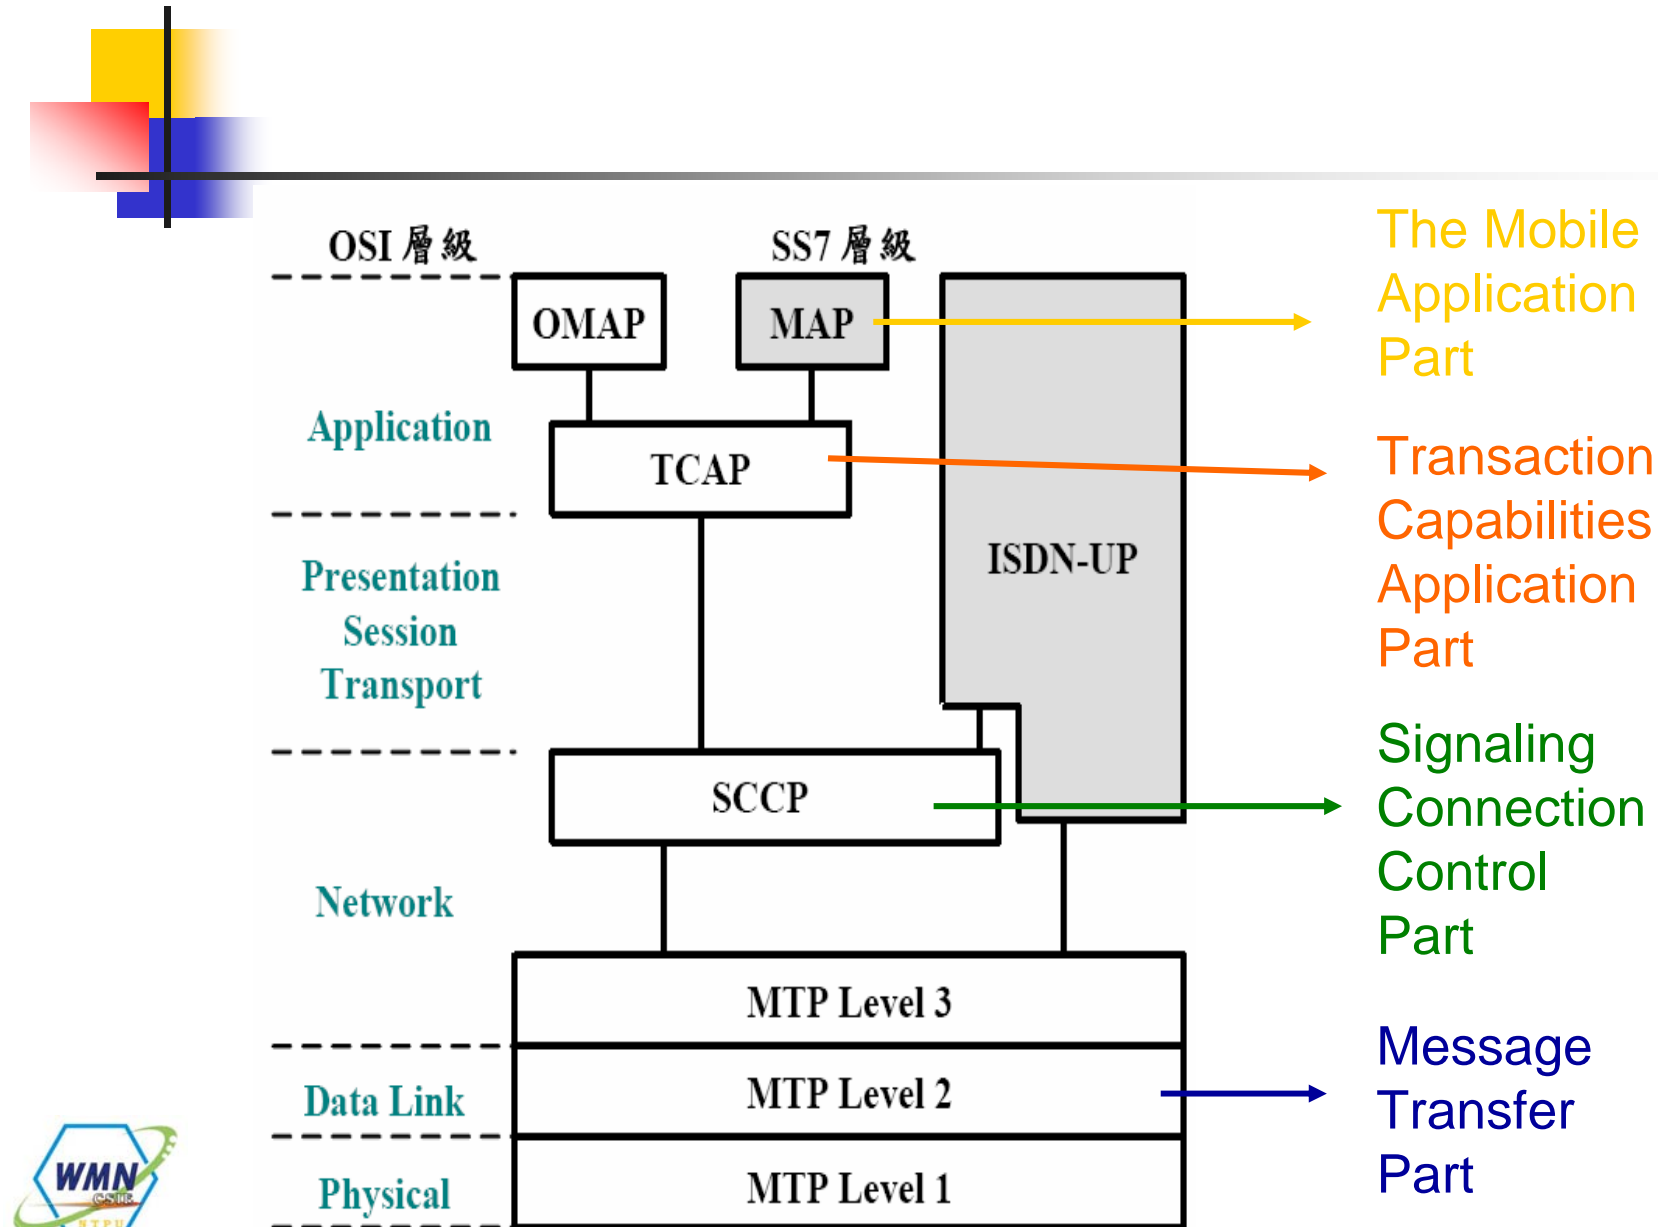 OSI 層級
SS7 層級
OMAP
MAP
The Mobile
Application
Part
Application
TCAP
Transaction
Capabilities
Application
Part
ISDN-UP
Presentation
Session
Transport
SCCP
Signaling
Connection
Control
Part
Network
MTP Level 3
Data Link
MTP Level 2
Message
Transfer
Part
Physical
MTP Level 1
WMN
CSIE
NTPU